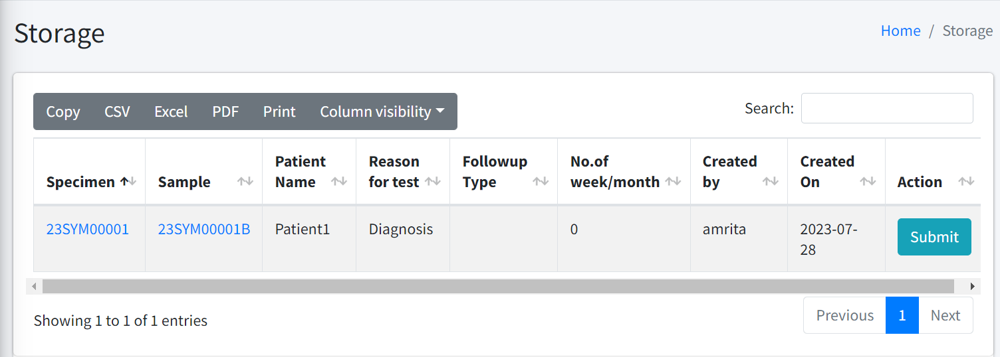 Storage
Home / Storage
Copy CSV Excel PDF Print Column visibility
Search:
Specimen Sample Patient Name Reason for test Followup Type No.of week/month Created by Created On Action
23SYM00001 23SYM00001B Patient1 Diagnosis 0 amrita 2023-07-28 Submit
Showing 1 to 1 of 1 entries
Previous 1 Next